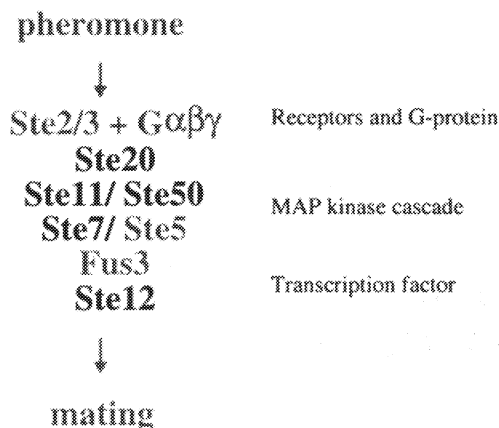 pheromone
Ste2/3 + Gαβγ Receptors and G-protein
Ste20
Ste11/ Ste50 MAP kinase cascade
Ste7/ Ste5
Fus3
Ste12 Transcription factor
mating